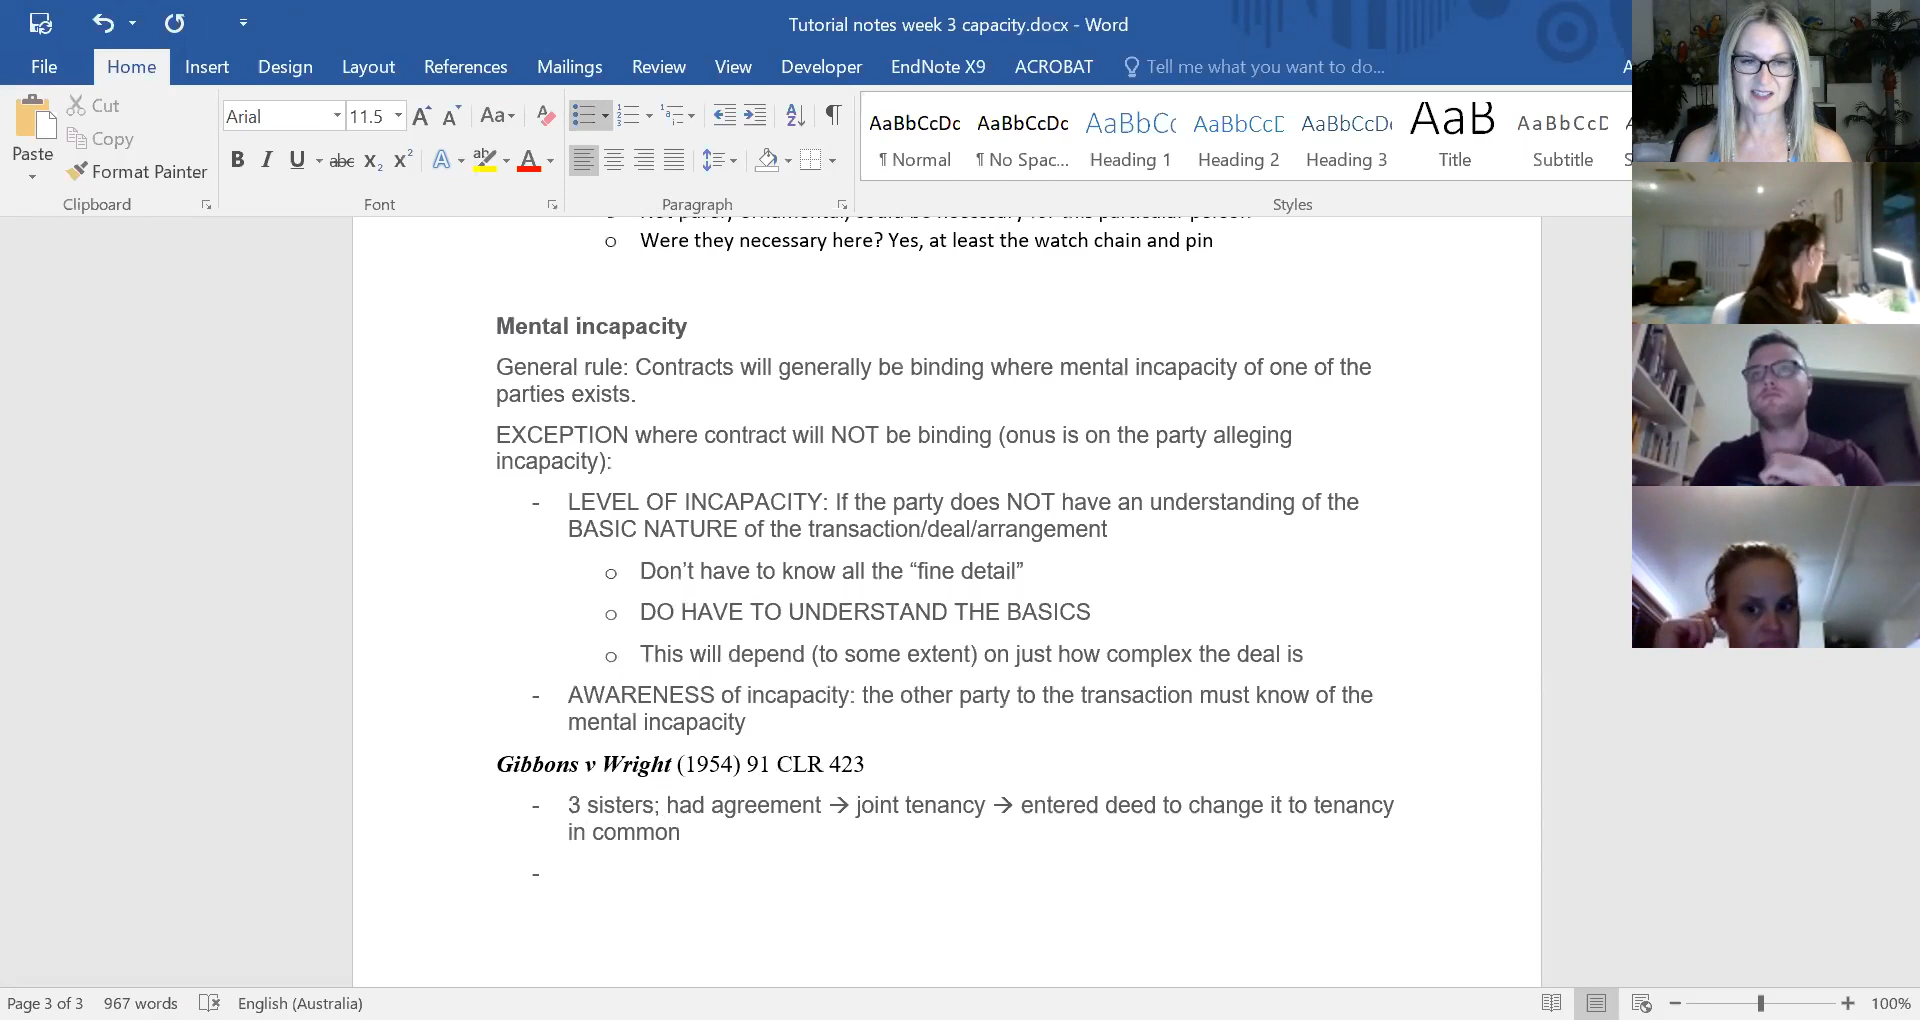 Tutorial notes week 3 capacity.docx - Word
File Home Insert Design Layout References Mailings Review View Developer EndNote X9 ACROBAT Tell me what you want to do...
Paste
Cut
Copy
Format Painter
Arial 11.5 Aa
B I U abc X₂ X² A ab A
AaBbCcDc AaBbCcDc AaBbCc AaBbCcD AaBbCcDc AaB AaBbCcD
¶ Normal ¶ No Spac... Heading 1 Heading 2 Heading 3 Title Subtitle
Clipboard Font Paragraph Styles
o Were they necessary here? Yes, at least the watch chain and pin
Mental incapacity
General rule: Contracts will generally be binding where mental incapacity of one of the
parties exists.
EXCEPTION where contract will NOT be binding (onus is on the party alleging
incapacity):
- LEVEL OF INCAPACITY: If the party does NOT have an understanding of the
BASIC NATURE of the transaction/deal/arrangement
o Don’t have to know all the “fine detail”
o DO HAVE TO UNDERSTAND THE BASICS
o This will depend (to some extent) on just how complex the deal is
- AWARENESS of incapacity: the other party to the transaction must know of the
mental incapacity
Gibbons v Wright (1954) 91 CLR 423
- 3 sisters; had agreement → joint tenancy → entered deed to change it to tenancy
in common
-
Page 3 of 3 967 words English (Australia) 100%